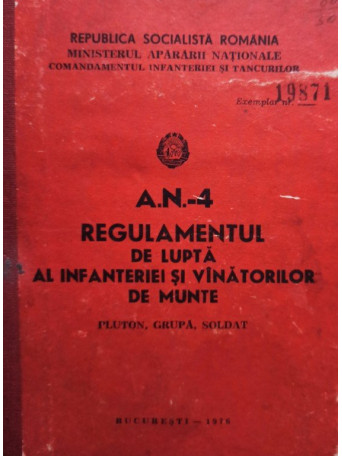 REPUBLICA SOCIALISTĂ ROMÂNIA
MINISTERUL APĂRĂRII NAȚIONALE
COMANDAMENTUL INFANTERIEI ȘI TANCURILOR
Exemplar nr. 19871
A.N.-4
REGULAMENTUL
DE LUPTĂ
AL INFANTERIEI ȘI VÎNĂTORILOR
DE MUNTE
PLUTON, GRUPĂ, SOLDAT
BUCUREȘTI — 1976